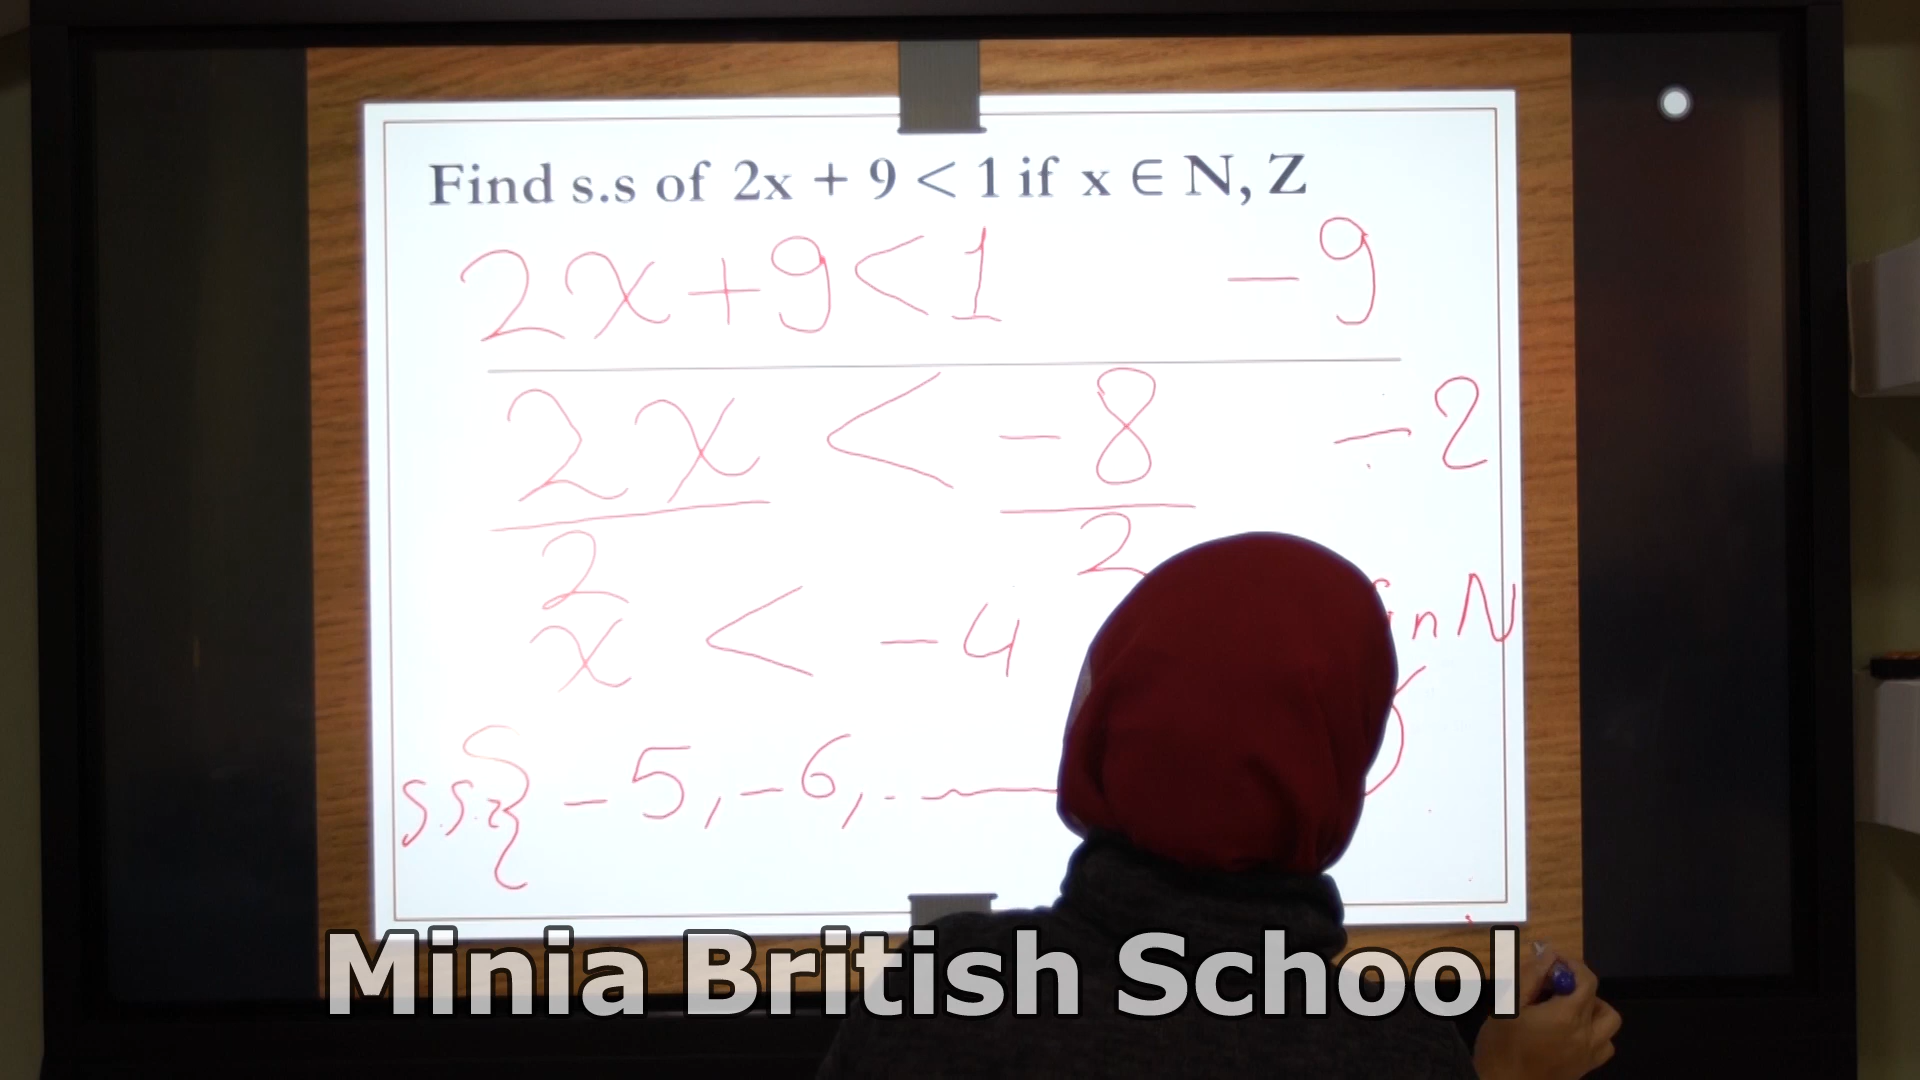 Find s.s of 2x + 9 < 1 if x ∈ N, Z
2x+9<1 -9
2x < -8 ÷2
2 2
x < -4 in N
s.s = { -5, -6, ...
Minia British School